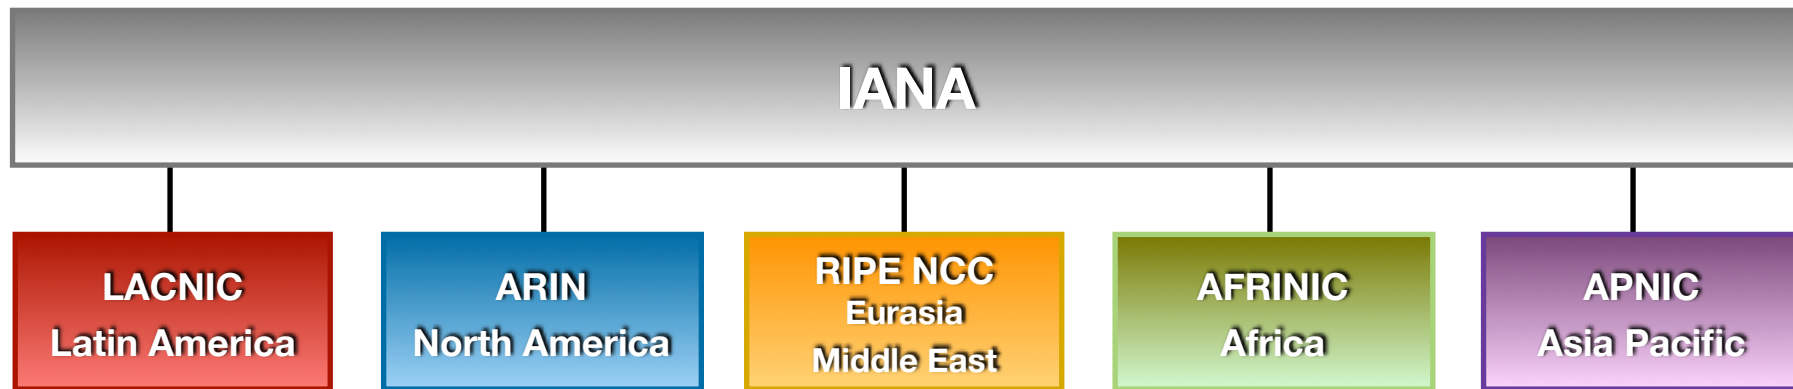 IANA
LACNIC
Latin America
ARIN
North America
RIPE NCC
Eurasia
Middle East
AFRINIC
Africa
APNIC
Asia Pacific